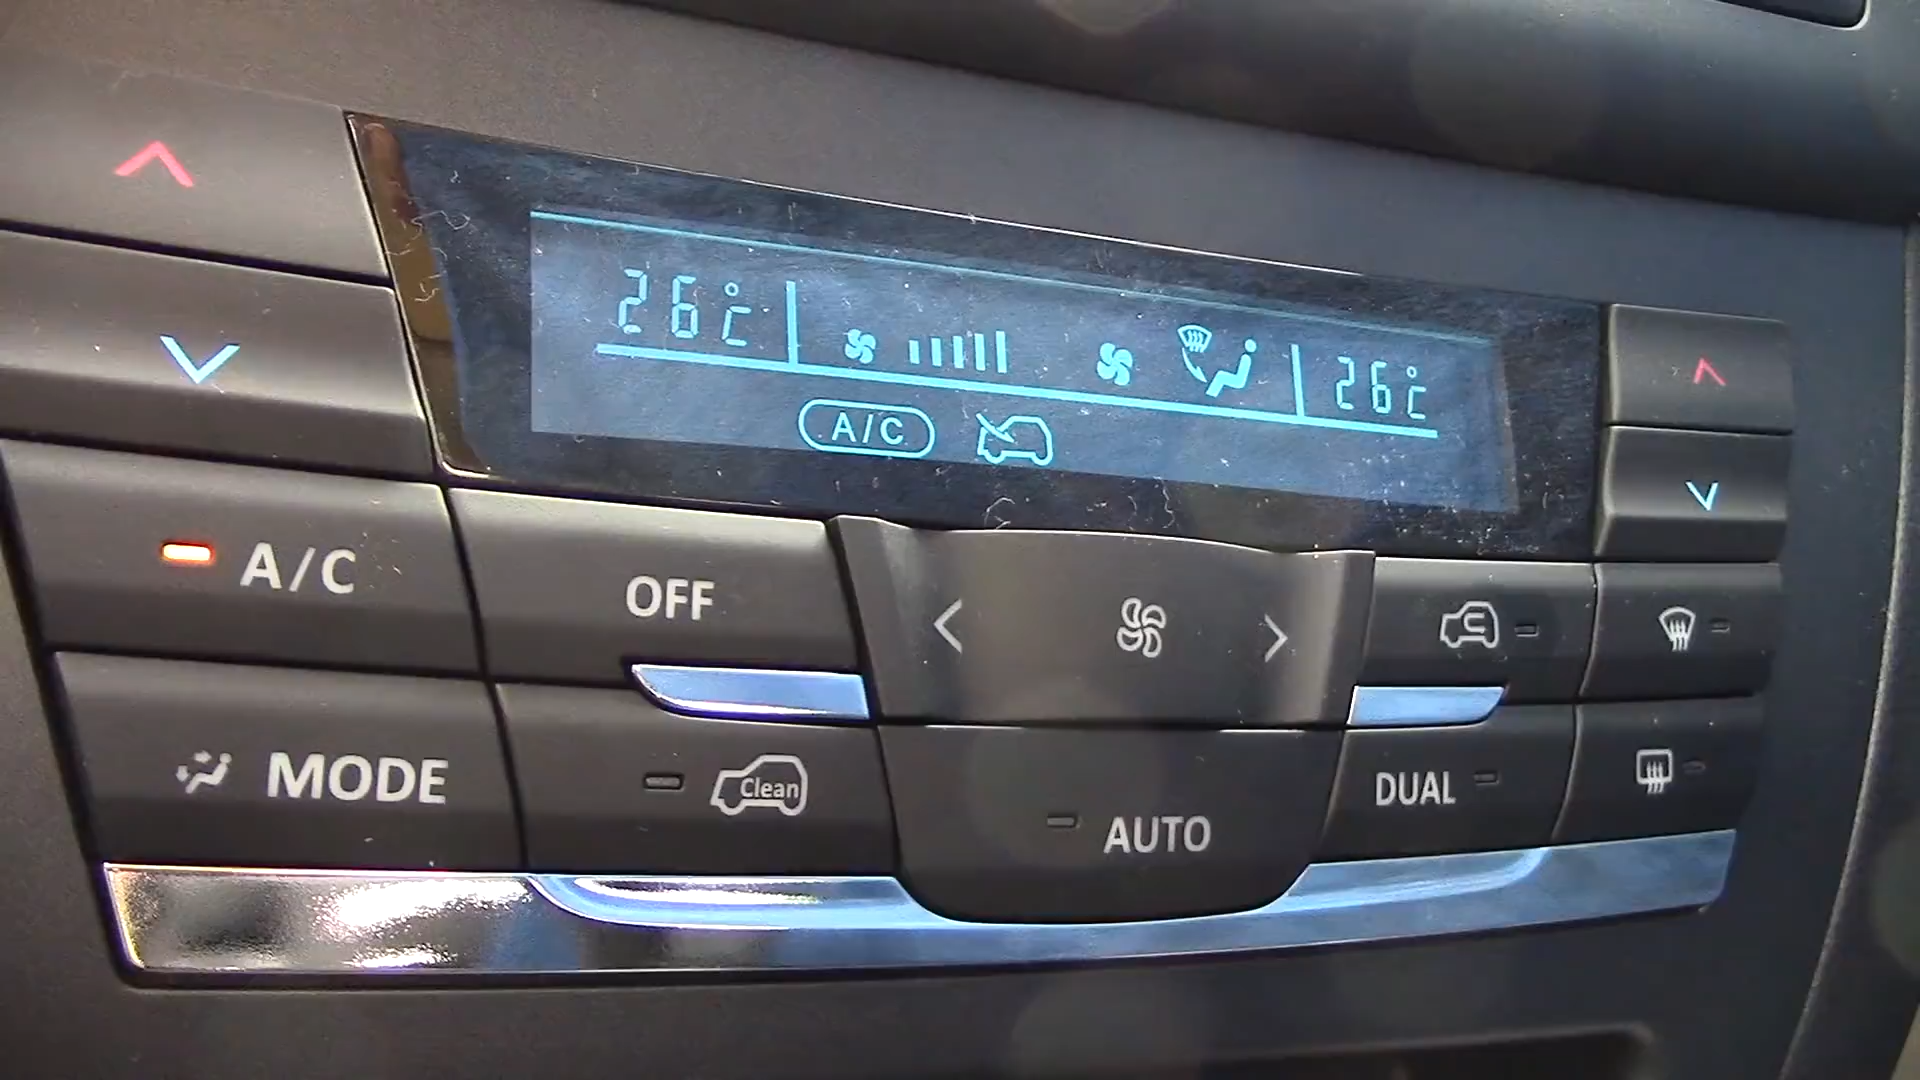 26°C
26°C
A/C
A/C
OFF
MODE
Clean
AUTO
DUAL